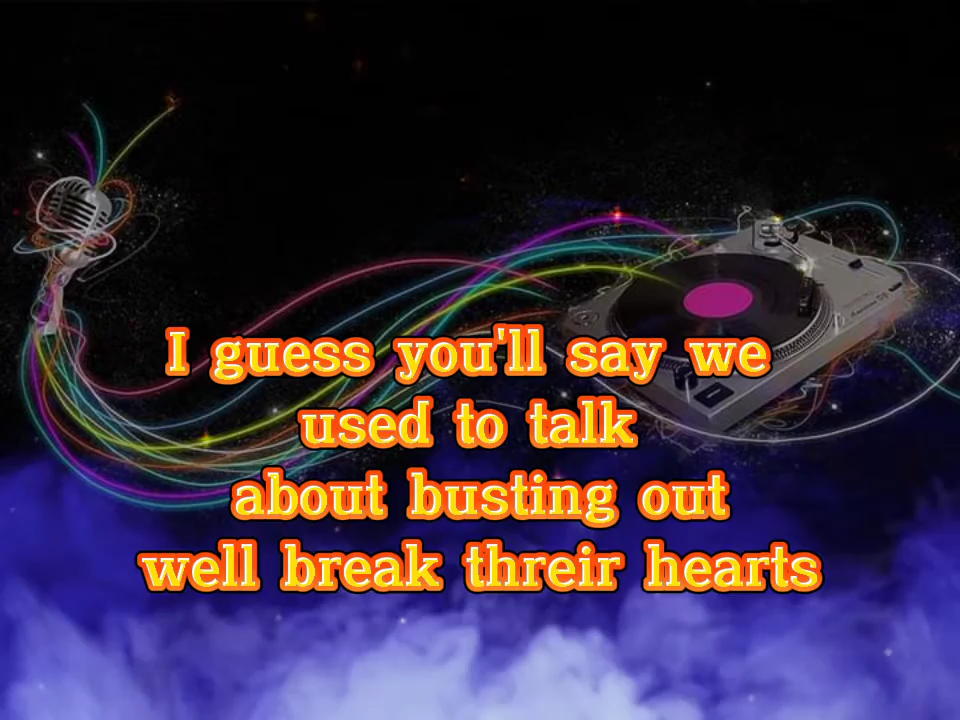 I guess you'll say we
used to talk
about busting out
well break threir hearts